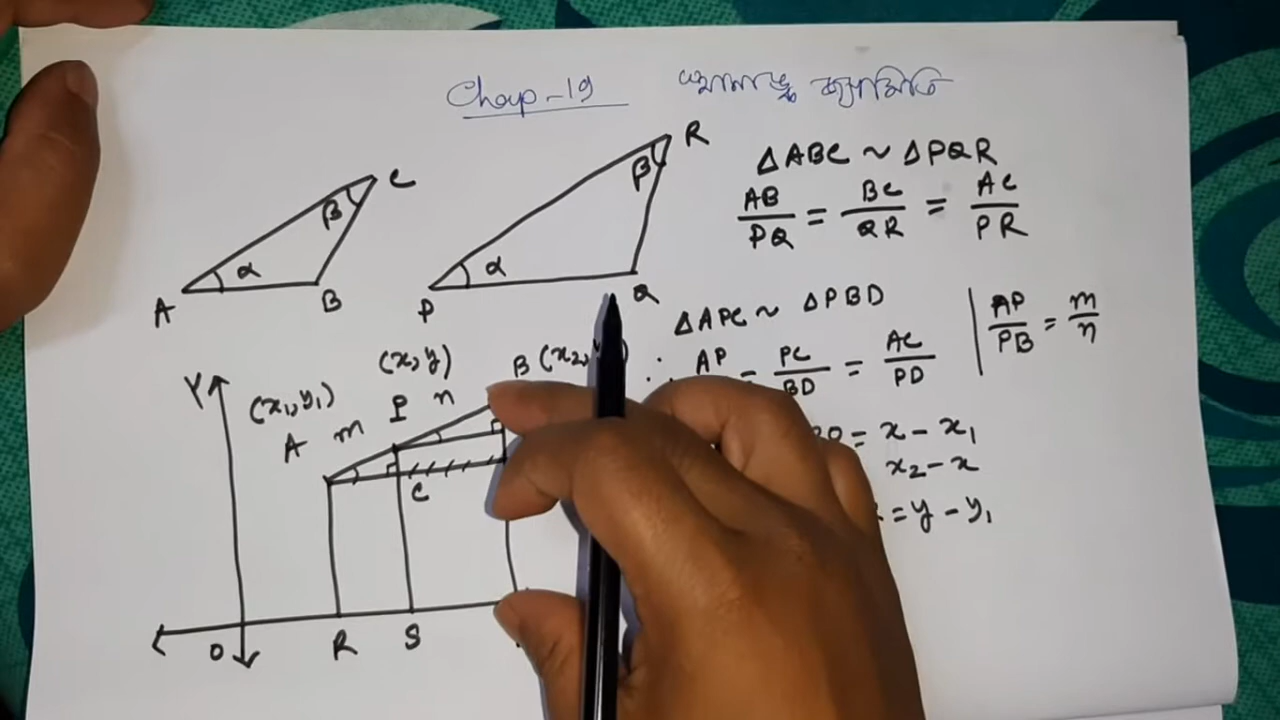 Chap-19 স্থানাঙ্ক জ্যামিতি
A α B β C
P α Q β R
ΔABC ~ ΔPQR
AB/PQ = BC/QR = AC/PR
ΔAPC ~ ΔPBD
∴ AP = PC/BD = AC/PD
AP/PB = m/n
= x - x₁
x₂ - x
= y - y₁
Y
(x₁,y₁) (x,y) B (x₂
A m P n
C
O R S